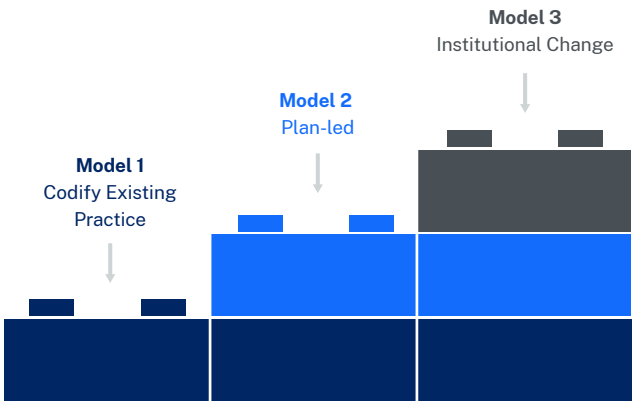 Model 1
Codify Existing
Practice
Model 2
Plan-led
Model 3
Institutional Change